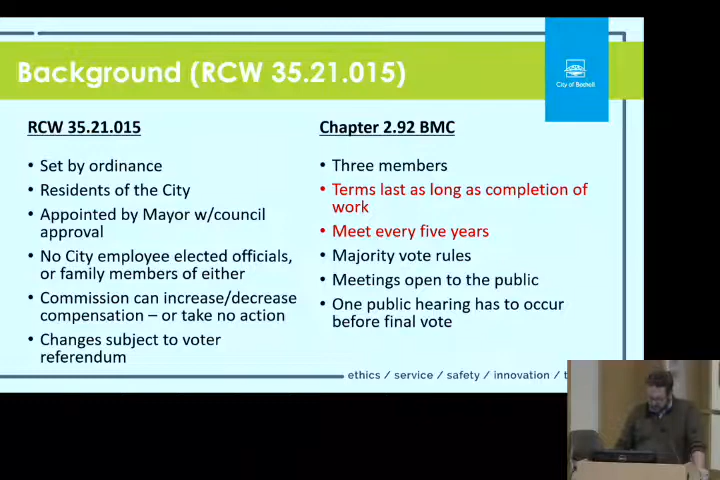 Background (RCW 35.21.015)
City of Bothell
RCW 35.21.015
• Set by ordinance
• Residents of the City
• Appointed by Mayor w/council
approval
• No City employee elected officials,
or family members of either
• Commission can increase/decrease
compensation – or take no action
• Changes subject to voter
referendum
Chapter 2.92 BMC
• Three members
• Terms last as long as completion of
work
• Meet every five years
• Majority vote rules
• Meetings open to the public
• One public hearing has to occur
before final vote
ethics / service / safety / innovation /